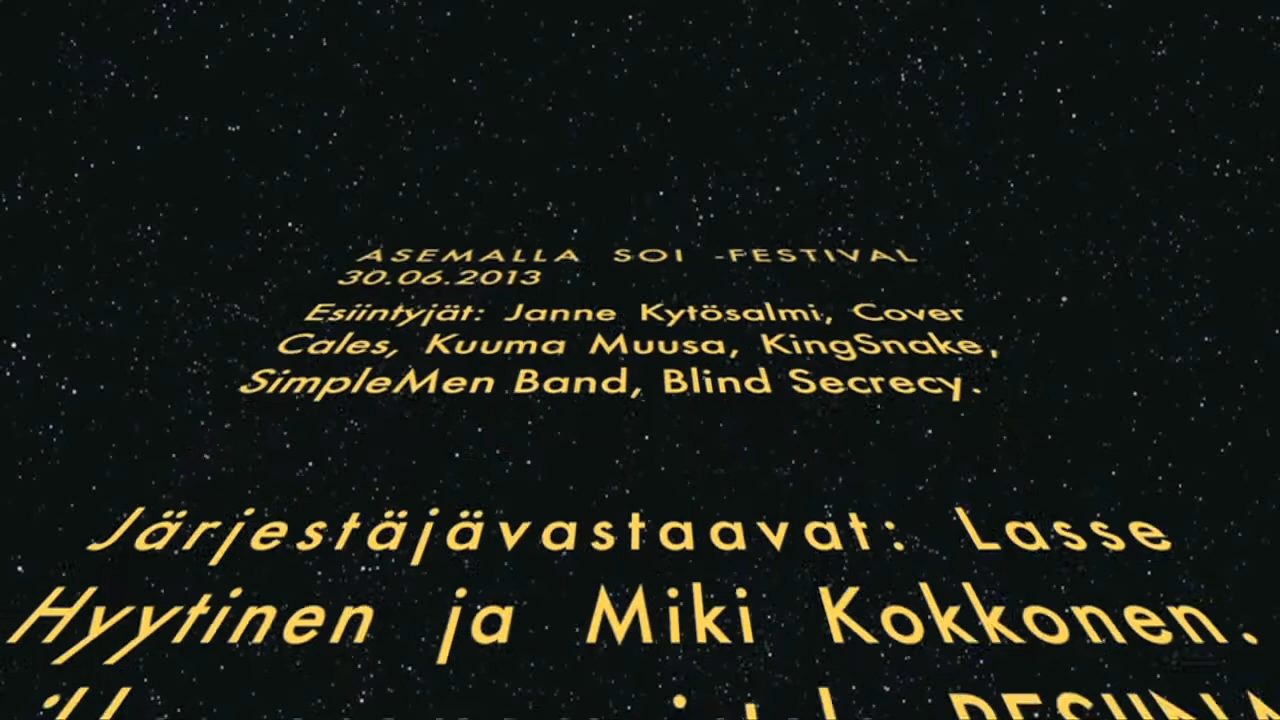 ASEMALLA SOI -FESTIVAL
30.06.2013
Esiintyjät: Janne Kytösalmi, Cover
Cales, Kuuma Muusa, KingSnake,
SimpleMen Band, Blind Secrecy.
Järjestäjävastaavat: Lasse
Hyytinen ja Miki Kokkonen.